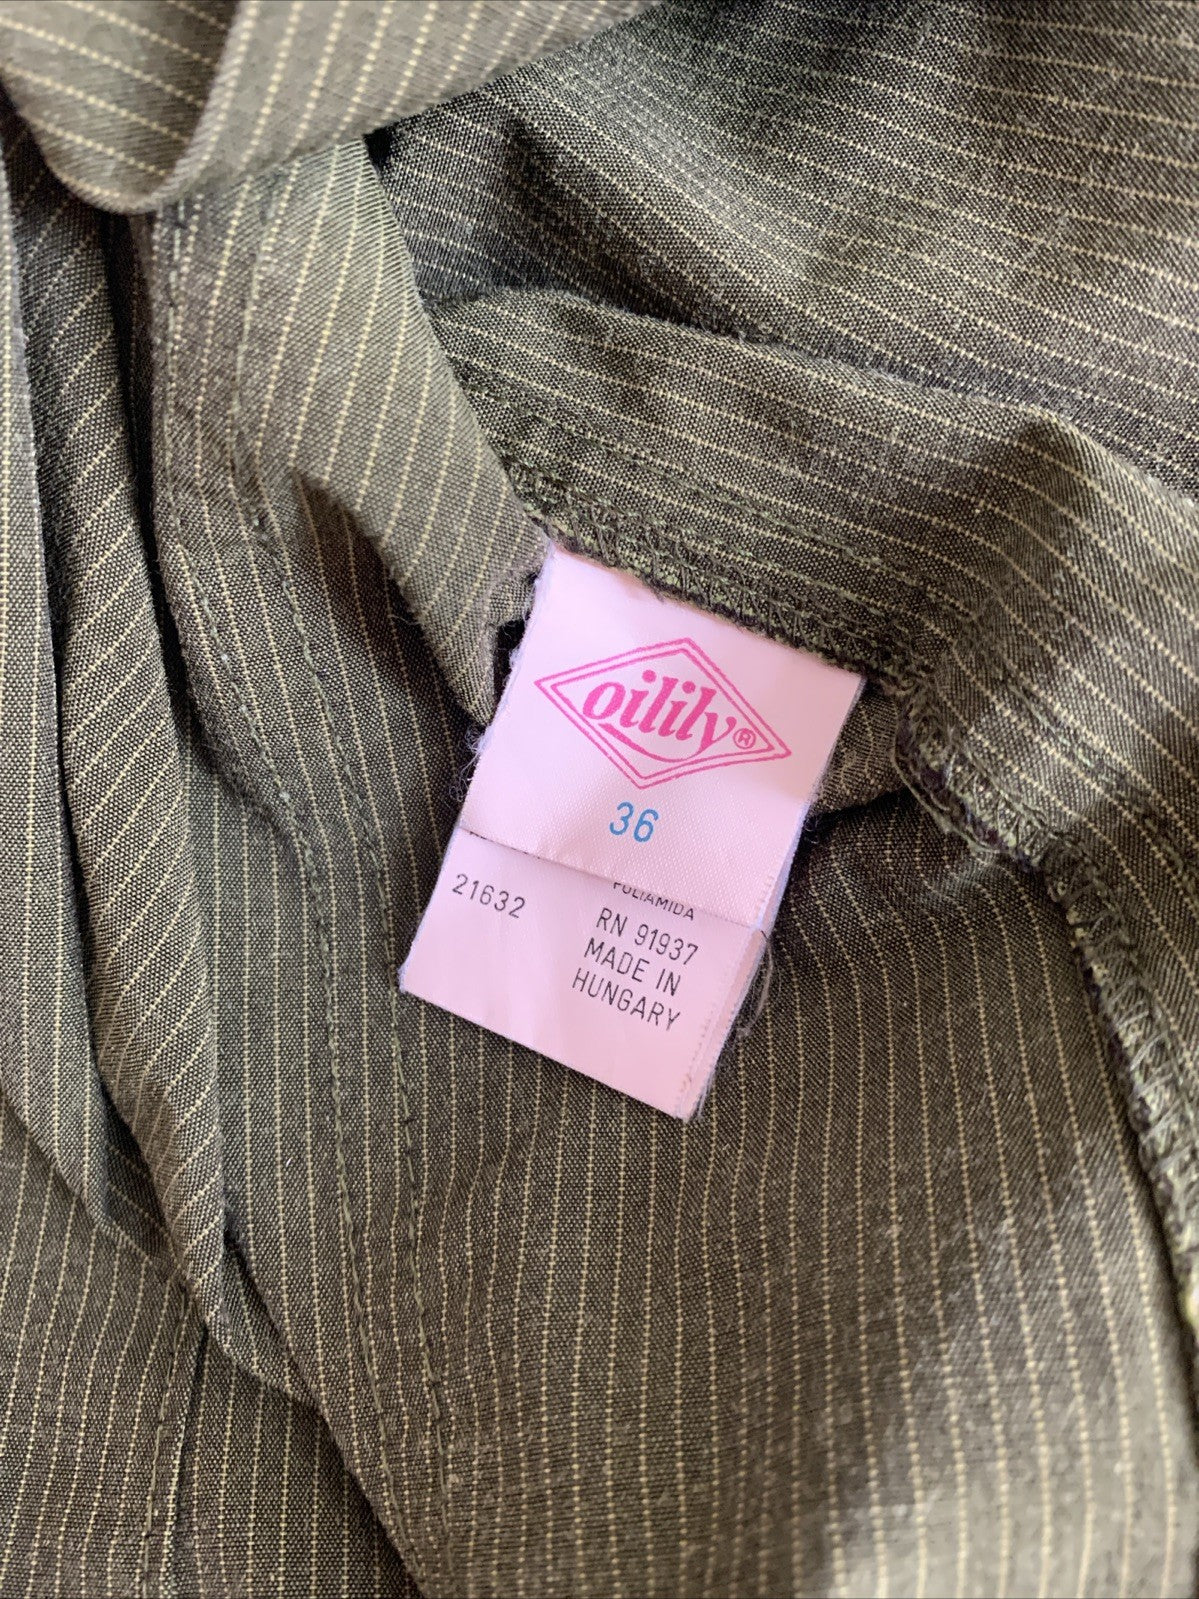 oilily®
36
21632
POLIAMIDA
RN 91937
MADE IN
HUNGARY